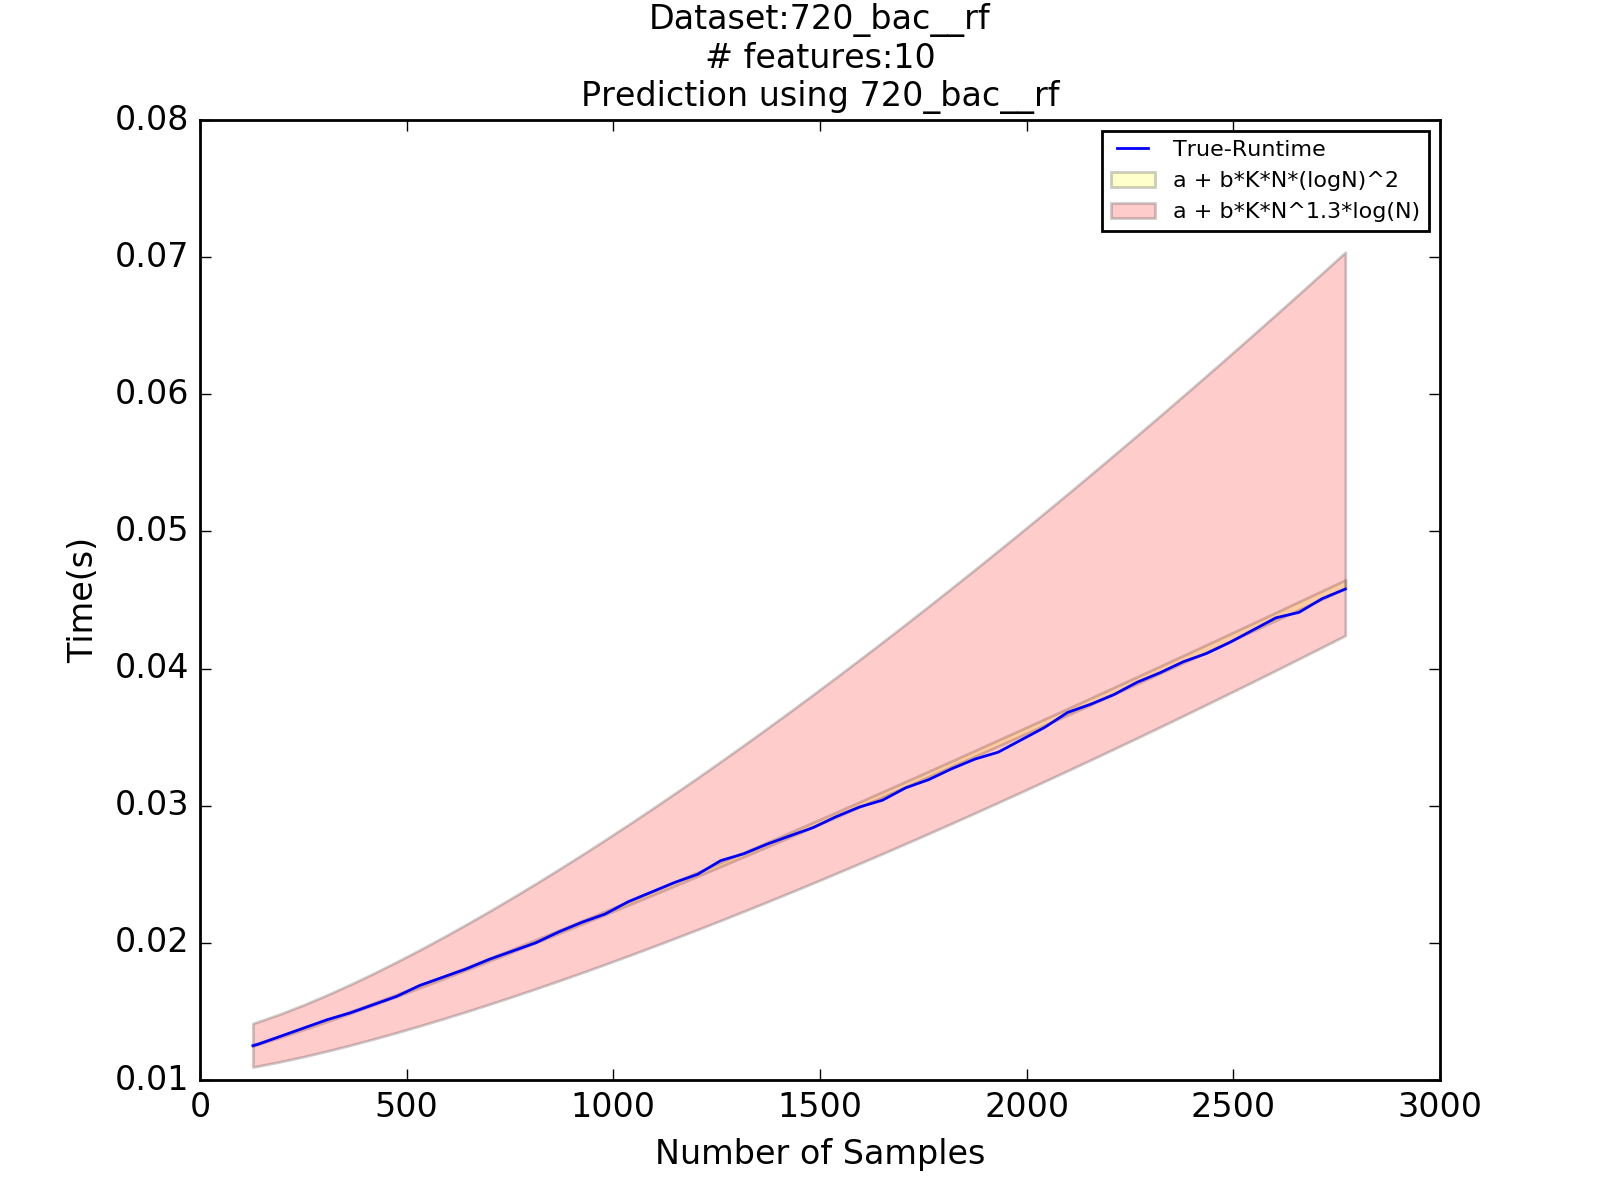 Dataset:720_bac__rf
# features:10
Prediction using 720_bac__rf
0.08
0.07
0.06
0.05
0.04
0.03
0.02
0.01
Time(s)
True-Runtime
a + b*K*N*(logN)^2
a + b*K*N^1.3*log(N)
0 500 1000 1500 2000 2500 3000
Number of Samples